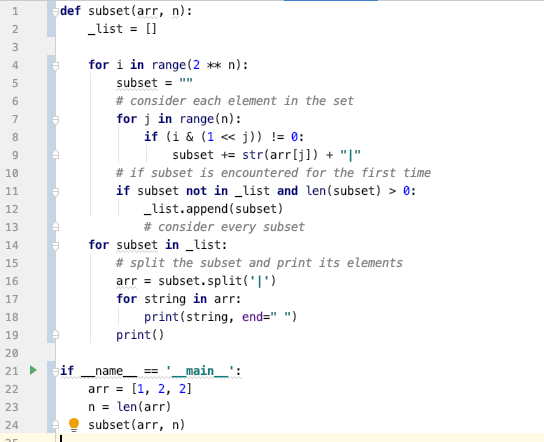 1 def subset(arr, n):
2     _list = []
3
4     for i in range(2 ** n):
5         subset = ""
6         # consider each element in the set
7         for j in range(n):
8             if (i & (1 << j)) != 0:
9                 subset += str(arr[j]) + "|"
10         # if subset is encountered for the first time
11         if subset not in _list and len(subset) > 0:
12             _list.append(subset)
13             # consider every subset
14     for subset in _list:
15         # split the subset and print its elements
16         arr = subset.split('|')
17         for string in arr:
18             print(string, end=" ")
19         print()
20
21 if __name__ == '__main__':
22     arr = [1, 2, 2]
23     n = len(arr)
24     subset(arr, n)
25